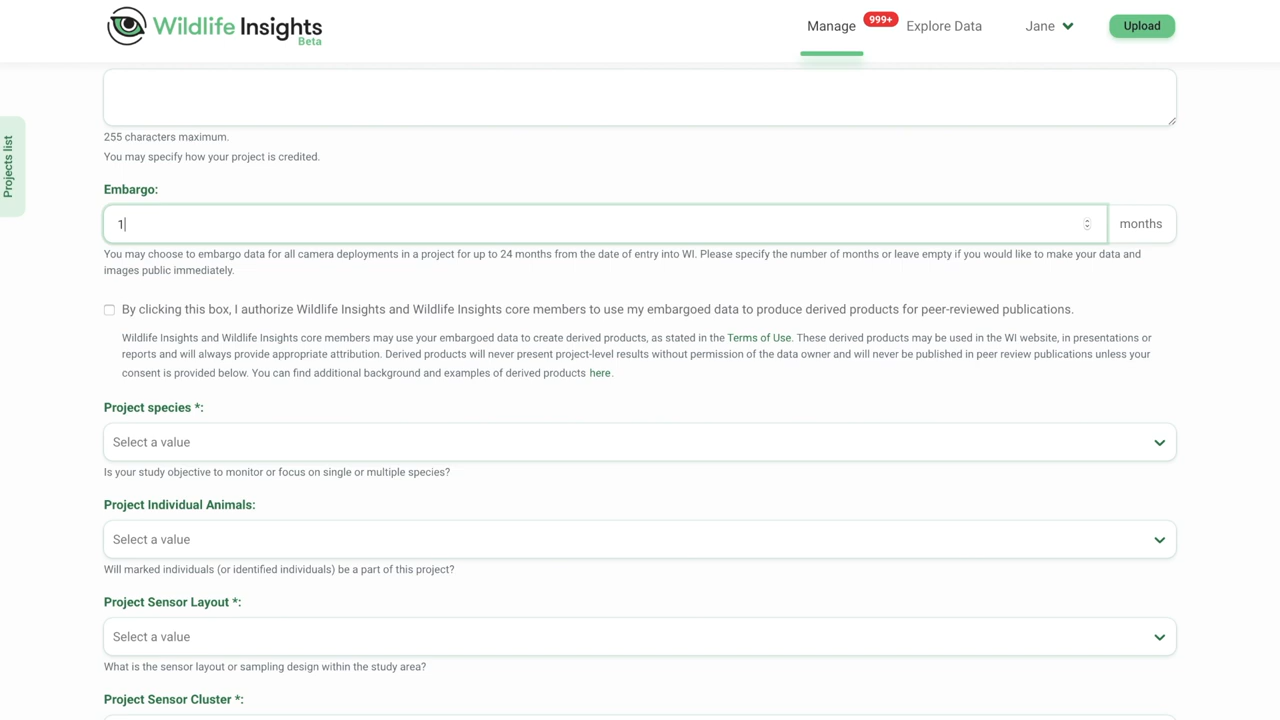 Wildlife Insights
Beta
Manage 999+ Explore Data Jane Upload
Projects list
255 characters maximum.
You may specify how your project is credited.
Embargo:
1 months
You may choose to embargo data for all camera deployments in a project for up to 24 months from the date of entry into WI. Please specify the number of months or leave empty if you would like to make your data and
images public immediately.
By clicking this box, I authorize Wildlife Insights and Wildlife Insights core members to use my embargoed data to produce derived products for peer-reviewed publications.
Wildlife Insights and Wildlife Insights core members may use your embargoed data to create derived products, as stated in the Terms of Use. These derived products may be used in the WI website, in presentations or
reports and will always provide appropriate attribution. Derived products will never present project-level results without permission of the data owner and will never be published in peer review publications unless your
consent is provided below. You can find additional background and examples of derived products here.
Project species *:
Select a value
Is your study objective to monitor or focus on single or multiple species?
Project Individual Animals:
Select a value
Will marked individuals (or identified individuals) be a part of this project?
Project Sensor Layout *:
Select a value
What is the sensor layout or sampling design within the study area?
Project Sensor Cluster *: